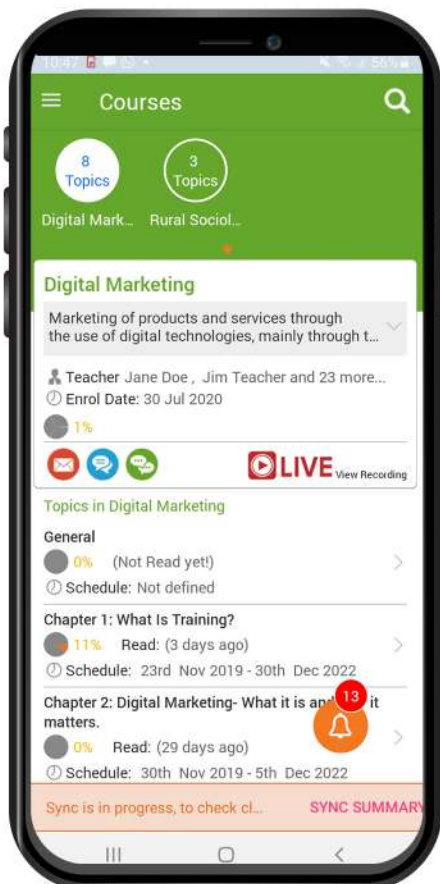 10:47
56%
Courses
8
Topics
3
Topics
Digital Mark...
Rural Sociol...
Digital Marketing
Marketing of products and services through
the use of digital technologies, mainly through t...
Teacher Jane Doe , Jim Teacher and 23 more...
Enrol Date: 30 Jul 2020
1%
LIVE View Recording
Topics in Digital Marketing
General
0% (Not Read yet!)
Schedule: Not defined
Chapter 1: What Is Training?
11% Read: (3 days ago)
Schedule: 23rd Nov 2019 - 30th Dec 2022
13
Chapter 2: Digital Marketing- What it is and it
matters.
0% Read: (29 days ago)
Schedule: 30th Nov 2019 - 5th Dec 2022
Sync is in progress, to check cl...
SYNC SUMMARY